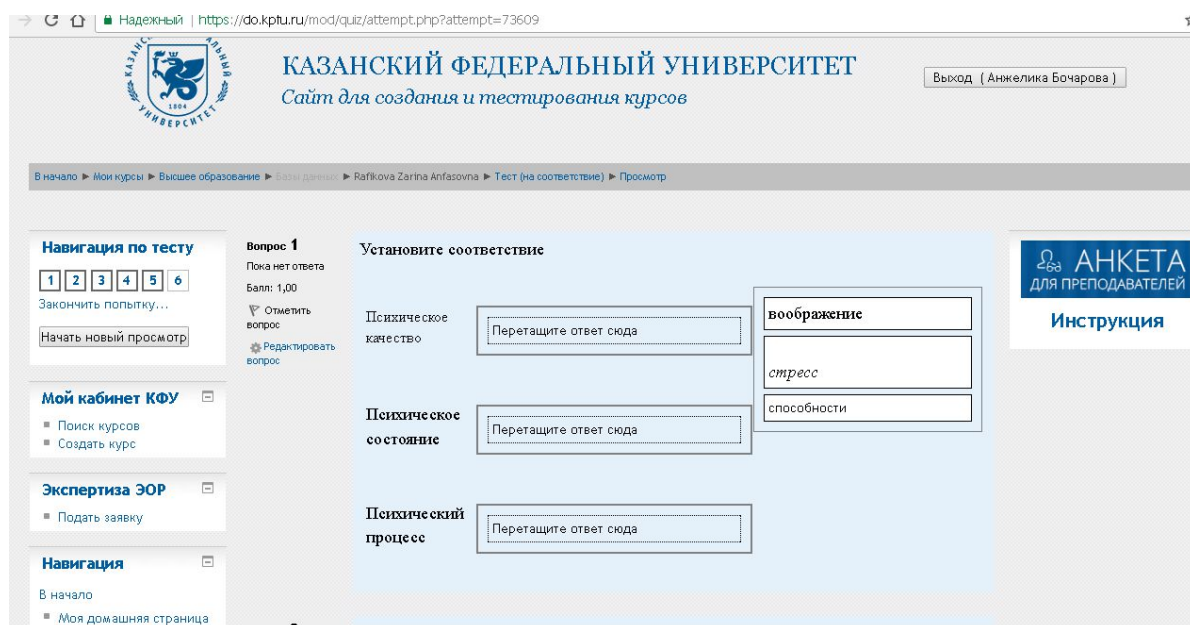 Надежный | https://do.kpfu.ru/mod/quiz/attempt.php?attempt=73609
КАЗАНСКИЙ ФЕДЕРАЛЬНЫЙ УНИВЕРСИТЕТ
Сайт для создания и тестирования курсов
Выход ( Анжелика Бочарова )
1804
УНИВЕРСИТЕТ
В начало ► Мои курсы ► Высшее образование ► Базы данных ► Rafikova Zarina Anfasovna ► Тест (на соответствие) ► Просмотр
Навигация по тесту
1 2 3 4 5 6
Закончить попытку...
Начать новый просмотр
Мой кабинет КФУ
Поиск курсов
Создать курс
Экспертиза ЭОР
Подать заявку
Навигация
В начало
Моя домашняя страница
Вопрос 1
Пока нет ответа
Балл: 1,00
Отметить
вопрос
Редактировать
вопрос
Установите соответствие
Психическое
качество
Перетащите ответ сюда
Психическое
состояние
Перетащите ответ сюда
Психический
процесс
Перетащите ответ сюда
воображение
стресс
способности
АНКЕТА
ДЛЯ ПРЕПОДАВАТЕЛЕЙ
Инструкция